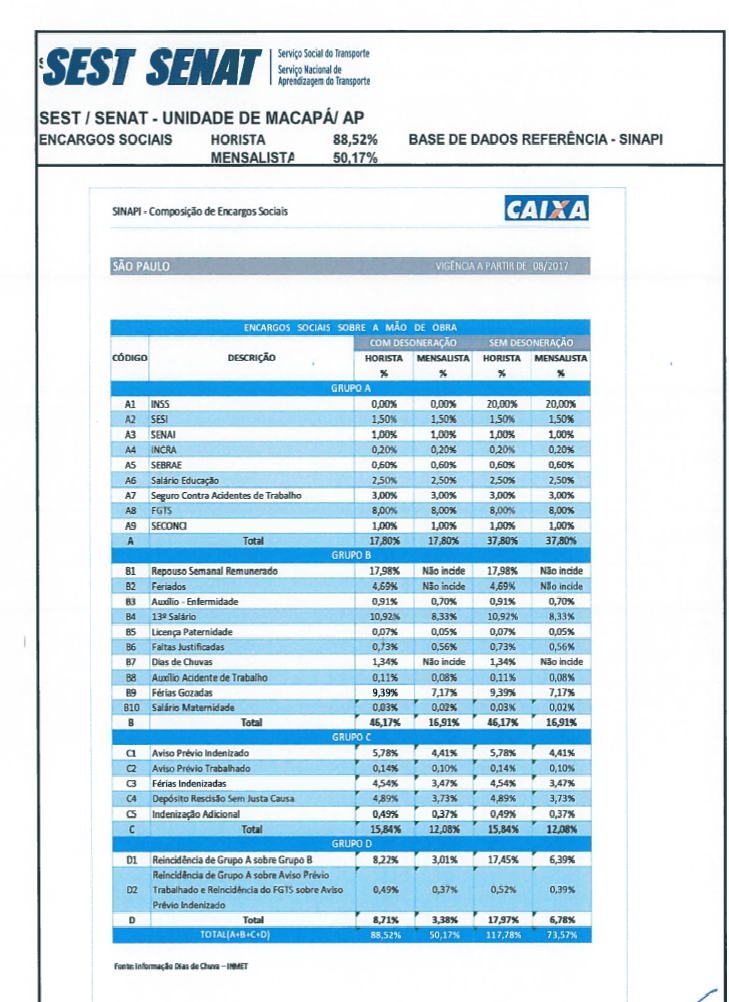 SEST SENAT
Serviço Social do Transporte
Serviço Nacional de
Aprendizagem do Transporte
SEST / SENAT - UNIDADE DE MACAPÁ/ AP
ENCARGOS SOCIAIS HORISTA 88,52% BASE DE DADOS REFERÊNCIA - SINAPI
MENSALISTA 50,17%
SINAPI - Composição de Encargos Sociais CAIXA
SÃO PAULO VIGÊNCIA A PARTIR DE 08/2017
ENCARGOS SOCIAIS SOBRE A MÃO DE OBRA
COM DESONERAÇÃO SEM DESONERAÇÃO
CÓDIGO DESCRIÇÃO HORISTA MENSALISTA HORISTA MENSALISTA
% % % %
GRUPO A
A1 INSS 0,00% 0,00% 20,00% 20,00%
A2 SESI 1,50% 1,50% 1,50% 1,50%
A3 SENAI 1,00% 1,00% 1,00% 1,00%
A4 INCRA 0,20% 0,20% 0,20% 0,20%
A5 SEBRAE 0,60% 0,60% 0,60% 0,60%
A6 Salário Educação 2,50% 2,50% 2,50% 2,50%
A7 Seguro Contra Acidentes de Trabalho 3,00% 3,00% 3,00% 3,00%
A8 FGTS 8,00% 8,00% 8,00% 8,00%
A9 SECONCI 1,00% 1,00% 1,00% 1,00%
A Total 17,80% 17,80% 37,80% 37,80%
GRUPO B
B1 Repouso Semanal Remunerado 17,98% Não incide 17,98% Não incide
B2 Feriados 4,69% Não incide 4,69% Não incide
B3 Auxílio - Enfermidade 0,91% 0,70% 0,91% 0,70%
B4 13º Salário 10,92% 8,33% 10,92% 8,33%
B5 Licença Paternidade 0,07% 0,05% 0,07% 0,05%
B6 Faltas Justificadas 0,73% 0,56% 0,73% 0,56%
B7 Dias de Chuvas 1,34% Não incide 1,34% Não incide
B8 Auxílio Acidente de Trabalho 0,11% 0,08% 0,11% 0,08%
B9 Férias Gozadas 9,39% 7,17% 9,39% 7,17%
B10 Salário Maternidade 0,03% 0,02% 0,03% 0,02%
B Total 46,17% 16,91% 46,17% 16,91%
GRUPO C
C1 Aviso Prévio Indenizado 5,78% 4,41% 5,78% 4,41%
C2 Aviso Prévio Trabalhado 0,14% 0,10% 0,14% 0,10%
C3 Férias Indenizadas 4,54% 3,47% 4,54% 3,47%
C4 Depósito Rescisão Sem Justa Causa 4,89% 3,73% 4,89% 3,73%
C5 Indenização Adicional 0,49% 0,37% 0,49% 0,37%
C Total 15,84% 12,08% 15,84% 12,08%
GRUPO D
D1 Reincidência de Grupo A sobre Grupo B 8,22% 3,01% 17,45% 6,39%
Reincidência de Grupo A sobre Aviso Prévio
D2 Trabalhado e Reincidência do FGTS sobre Aviso 0,49% 0,37% 0,52% 0,39%
Prévio Indenizado
D Total 8,71% 3,38% 17,97% 6,78%
TOTAL(A+B+C+D) 88,52% 50,17% 117,78% 73,57%
Fonte: Informação Dias de Chuva – INMET